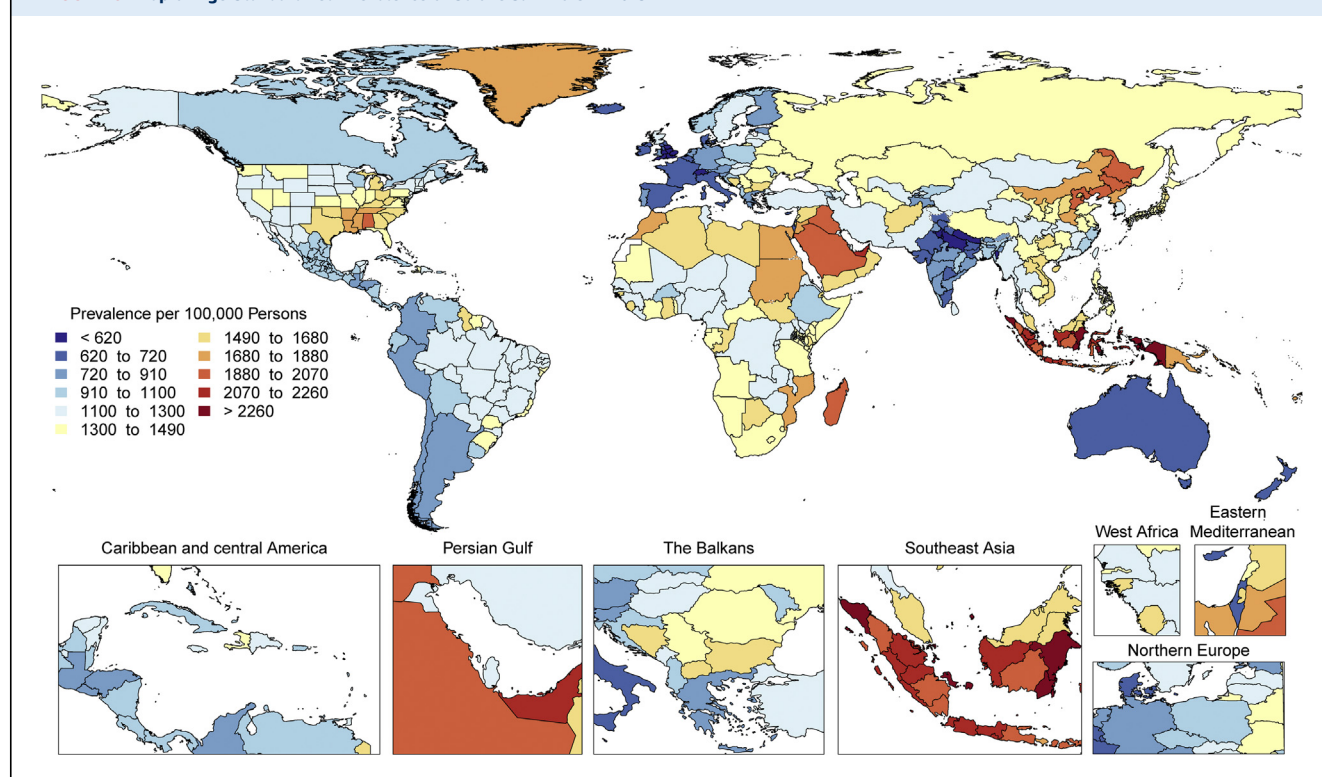 Prevalence per 100,000 Persons
< 620
620 to 720
720 to 910
910 to 1100
1100 to 1300
1300 to 1490
1490 to 1680
1680 to 1880
1880 to 2070
2070 to 2260
> 2260
Caribbean and central America
Persian Gulf
The Balkans
Southeast Asia
West Africa
Eastern
Mediterranean
Northern Europe